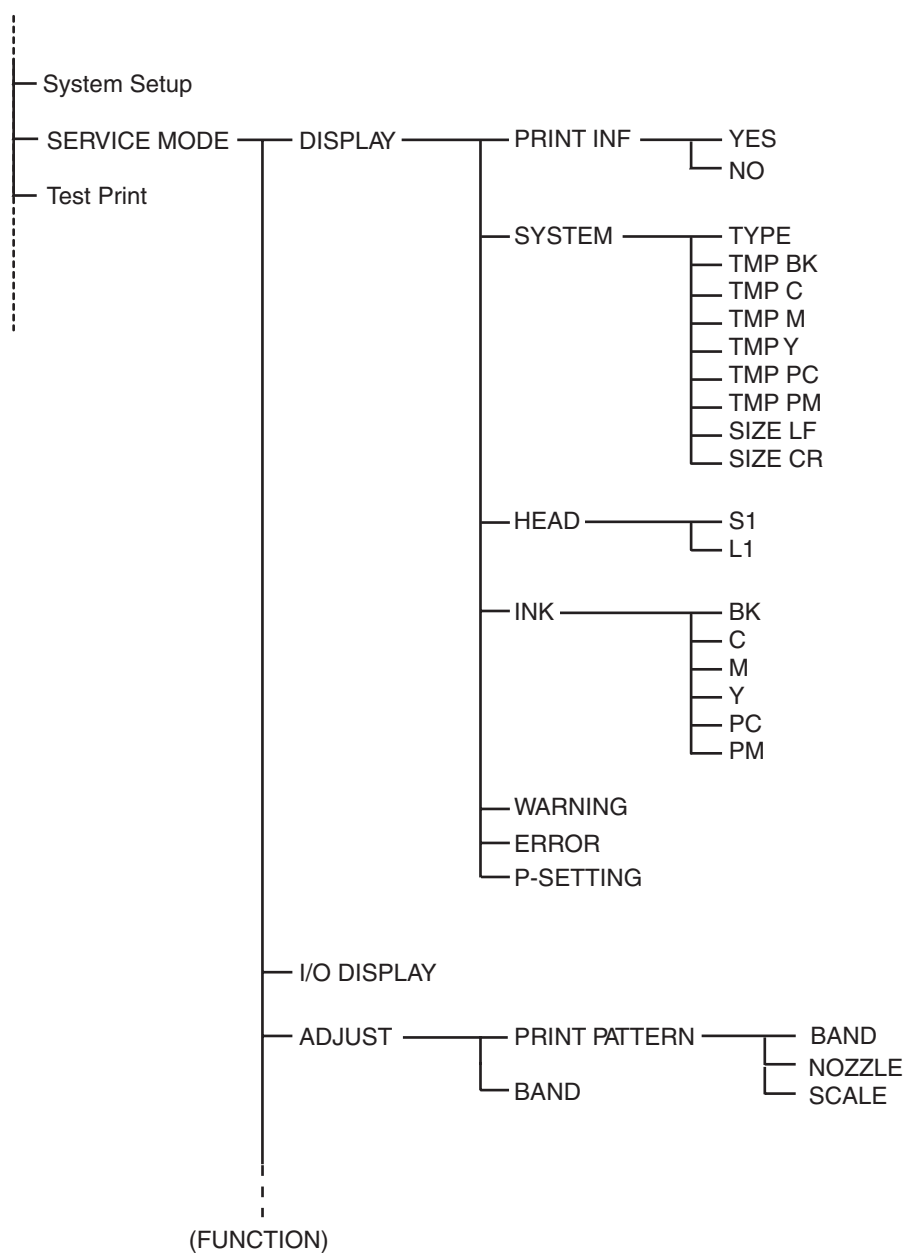 System Setup
SERVICE MODE DISPLAY PRINT INF YES
NO
Test Print
SYSTEM TYPE
TMP BK
TMP C
TMP M
TMP Y
TMP PC
TMP PM
SIZE LF
SIZE CR
HEAD S1
L1
INK BK
C
M
Y
PC
PM
WARNING
ERROR
P-SETTING
I/O DISPLAY
ADJUST PRINT PATTERN BAND
NOZZLE
BAND SCALE
(FUNCTION)